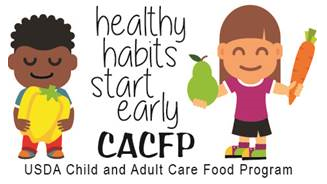 healthy
habits
start
early
CACFP
USDA Child and Adult Care Food Program